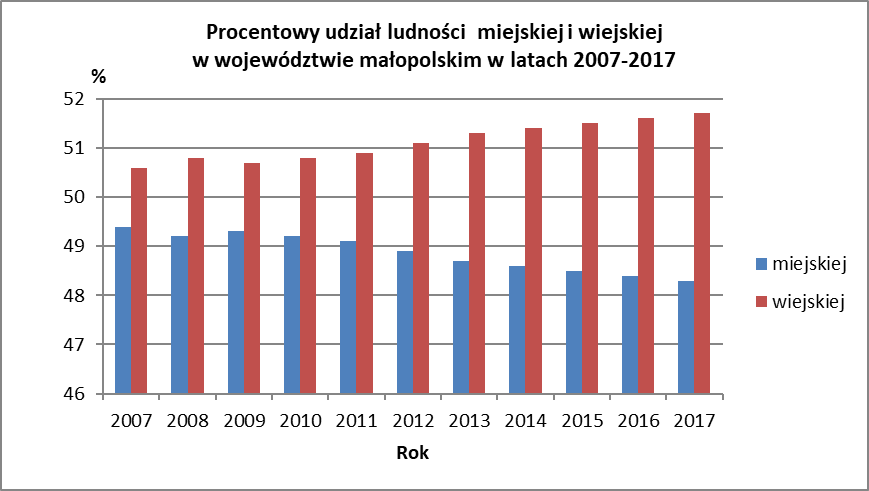 Procentowy udział ludności miejskiej i wiejskiej
w województwie małopolskim w latach 2007-2017
%
52
51
50
49
48
47
46
2007 2008 2009 2010 2011 2012 2013 2014 2015 2016 2017
Rok
miejskiej
wiejskiej